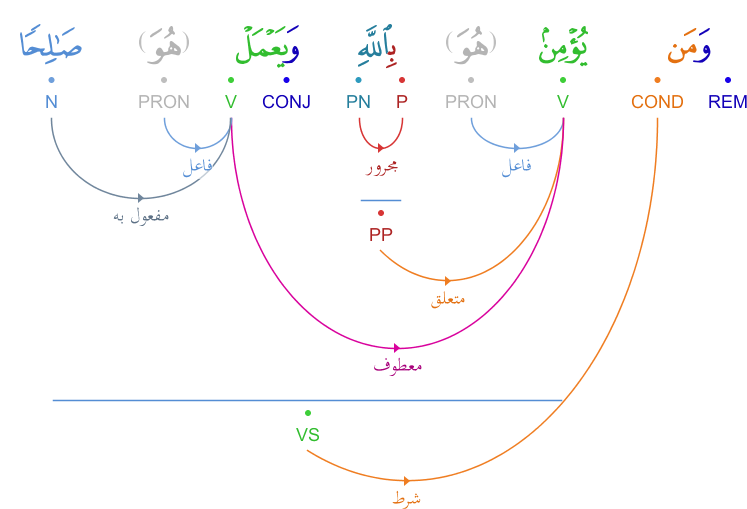 وَمَن يُؤْمِنۢ (هُوَ) بِٱللَّهِ وَيَعْمَلْ (هُوَ) صَـٰلِحًا
REM COND V PRON P PN CONJ V PRON N
فاعل مجرور فاعل
مفعول به
PP
متعلق
معطوف
VS
شرط